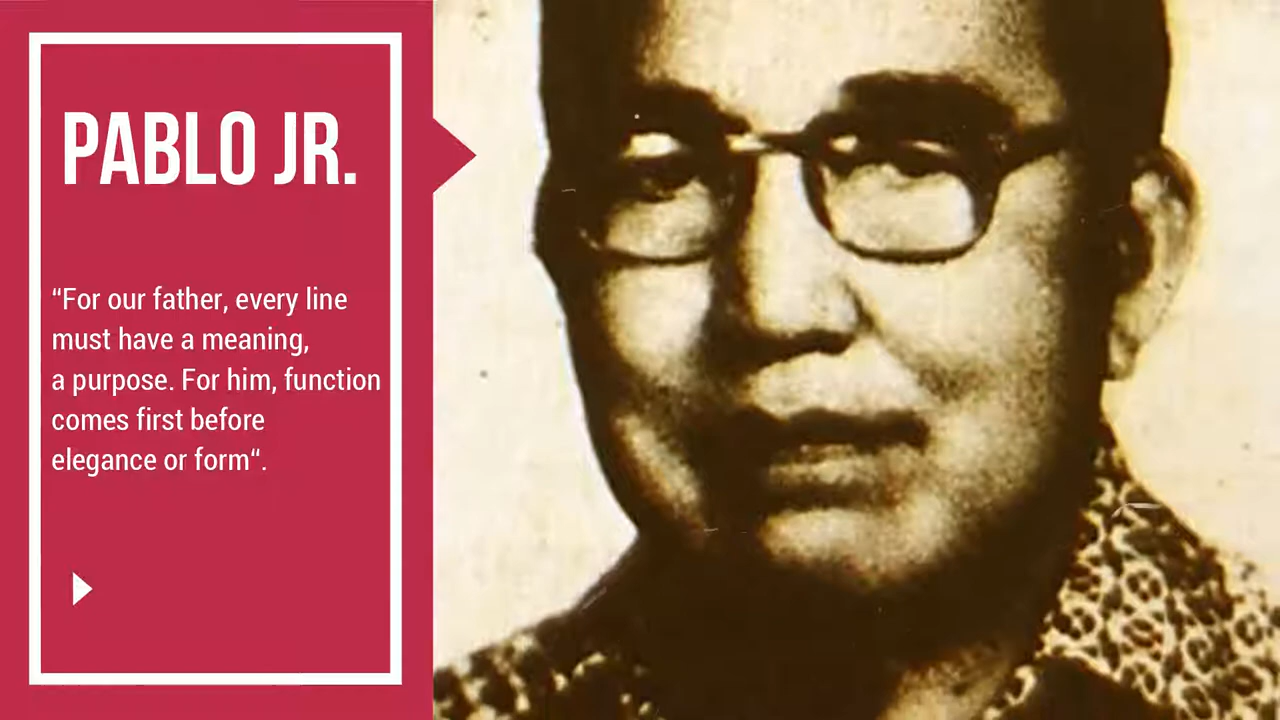 PABLO JR.
“For our father, every line
must have a meaning,
a purpose. For him, function
comes first before
elegance or form“.